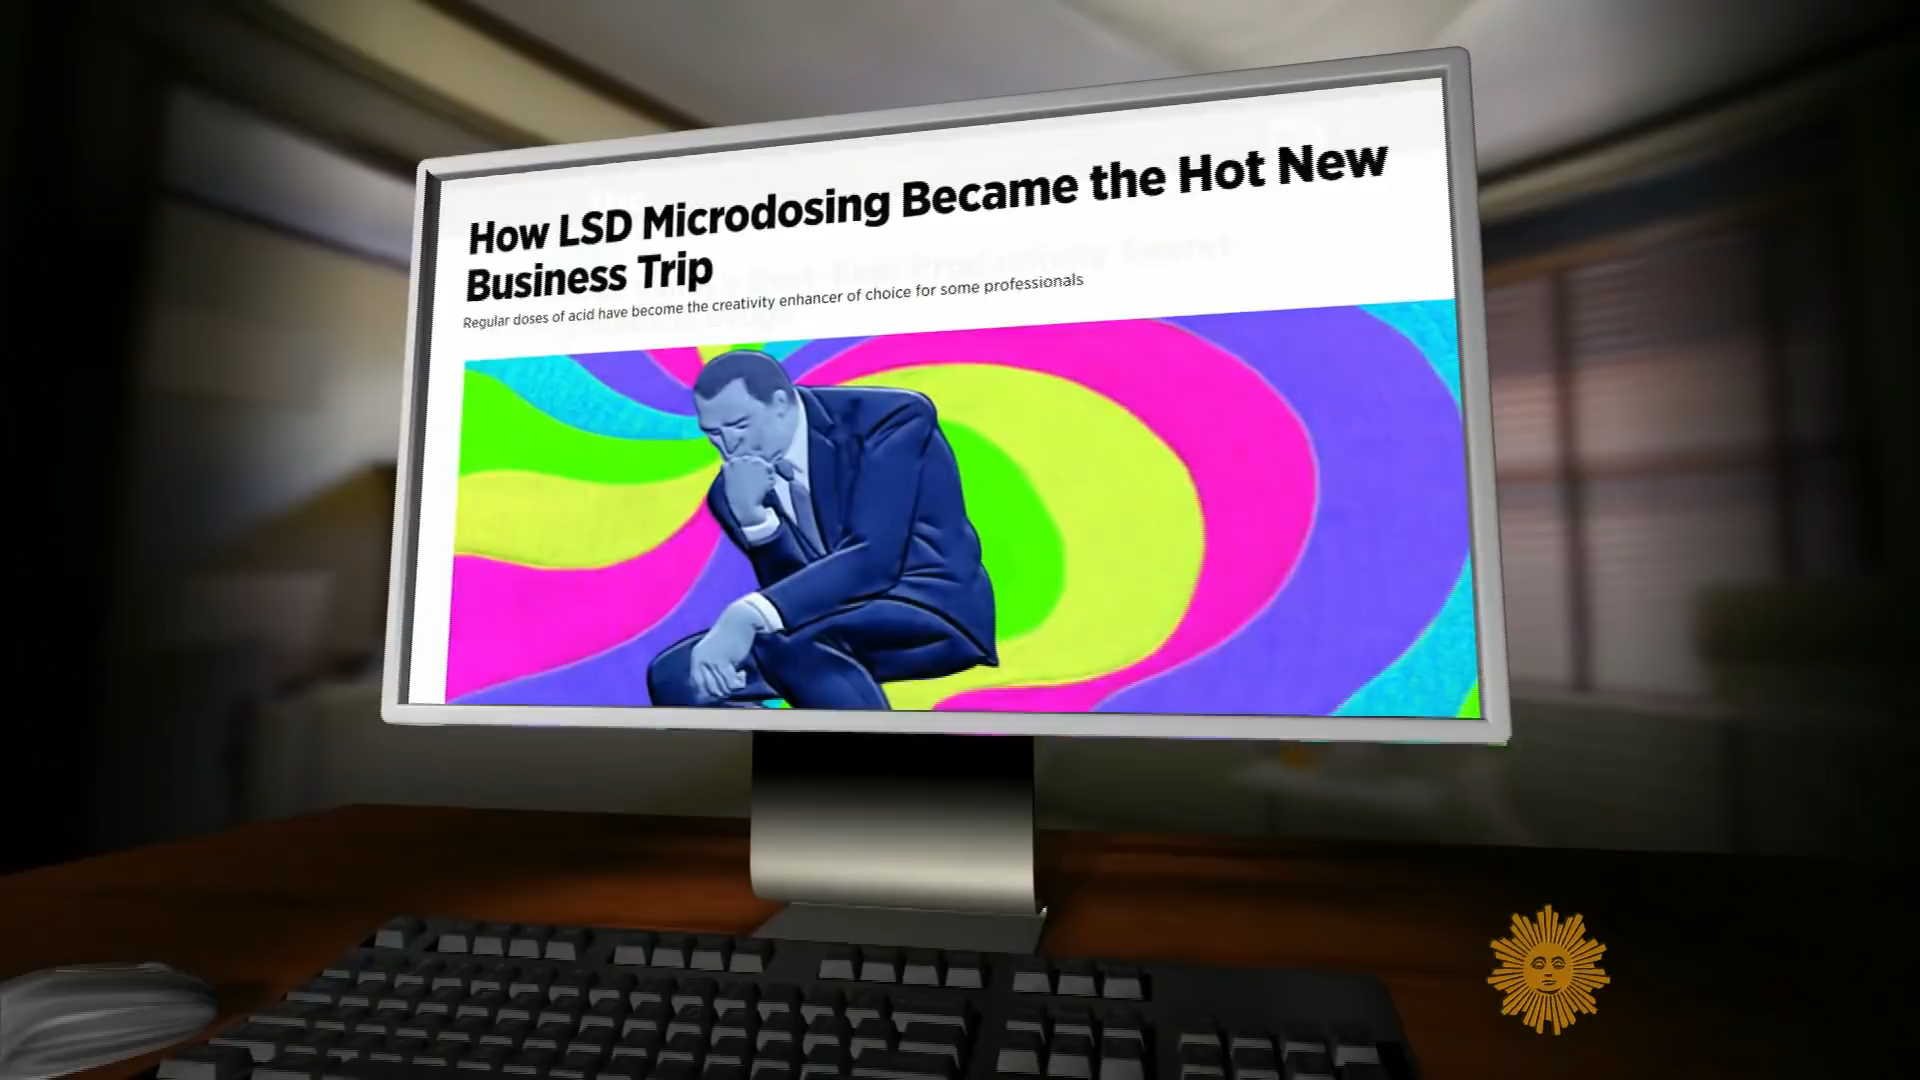 How LSD Microdosing Became the Hot New
Business Trip
Regular doses of acid have become the creativity enhancer of choice for some professionals